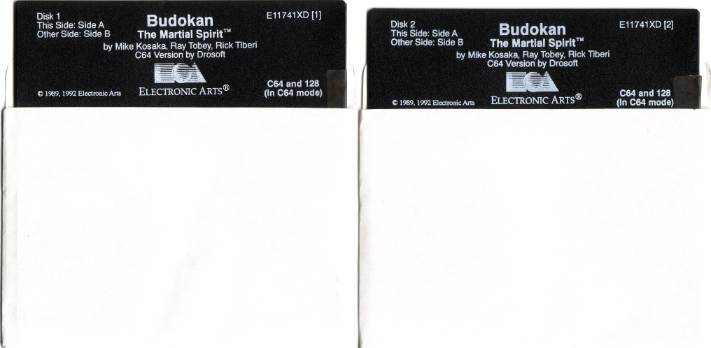 Disk 1
This Side: Side A
Other Side: Side B
Budokan
The Martial Spirit™
E11741XD [1]
by Mike Kosaka, Ray Tobey, Rick Tiberi
C64 Version by Drosoft
© 1989, 1992 Electronic Arts
ELECTRONIC ARTS®
C64 and 128
(in C64 mode)
Disk 2
This Side: Side A
Other Side: Side B
Budokan
The Martial Spirit™
E11741XD [2]
by Mike Kosaka, Ray Tobey, Rick Tiberi
C64 Version by Drosoft
© 1989, 1992 Electronic Arts
ELECTRONIC ARTS®
C64 and 128
(in C64 mode)